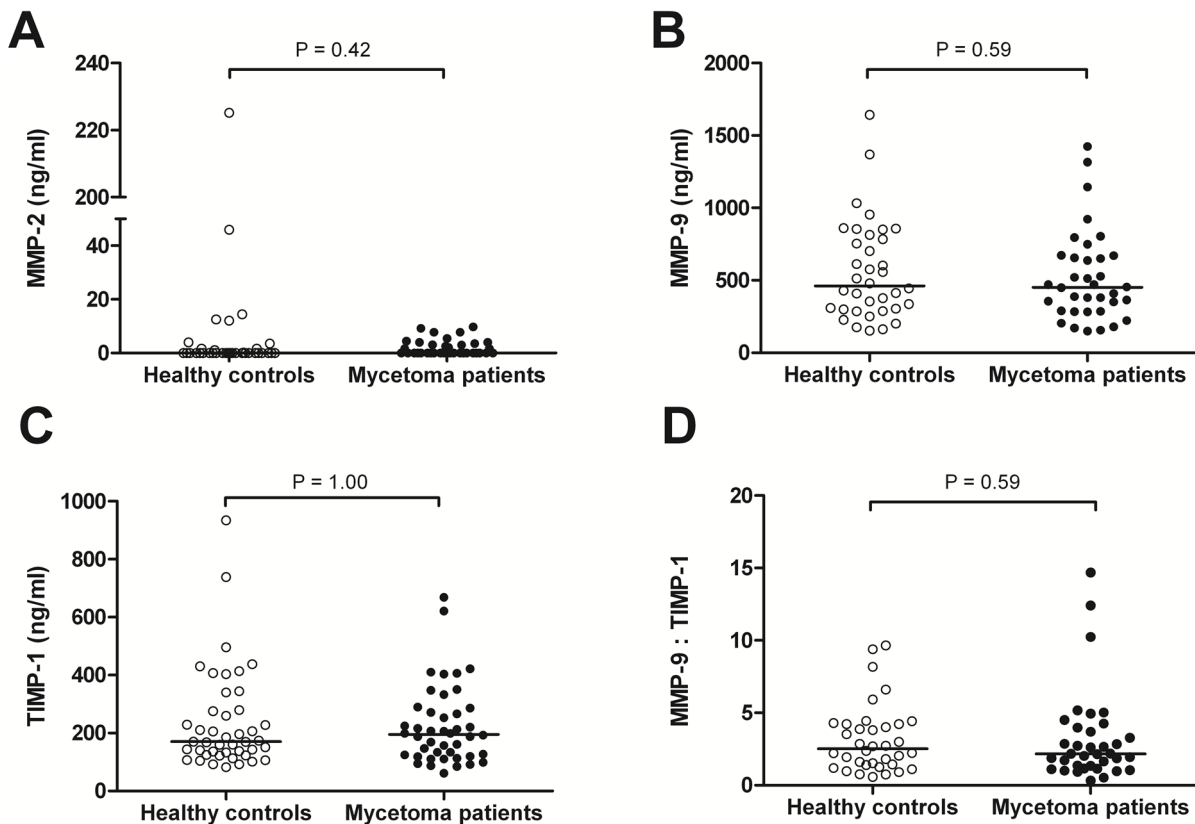 A
P = 0.42
MMP-2 (ng/ml)
240
220
200
40
20
0
Healthy controls
Mycetoma patients
B
P = 0.59
MMP-9 (ng/ml)
2000
1500
1000
500
0
Healthy controls
Mycetoma patients
C
P = 1.00
TIMP-1 (ng/ml)
1000
800
600
400
200
0
Healthy controls
Mycetoma patients
D
P = 0.59
MMP-9 : TIMP-1
20
15
10
5
0
Healthy controls
Mycetoma patients